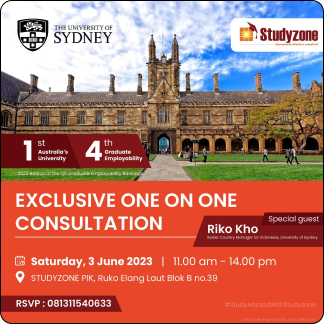 THE UNIVERSITY OF
SYDNEY
Studyzone
1st
Australia's
University
4th
Graduate
Employability
2022 edition of the QS Graduate Employability Rankings
EXCLUSIVE ONE ON ONE
CONSULTATION
Special guest
Riko Kho
Senior Country Manager for Indonesia, University of Sydney
Saturday, 3 June 2023 | 11.00 am - 14.00 pm
STUDYZONE PIK, Ruko Elang Laut Blok B no.39
RSVP : 081311540633
#StudyAbroadWithStudyzone